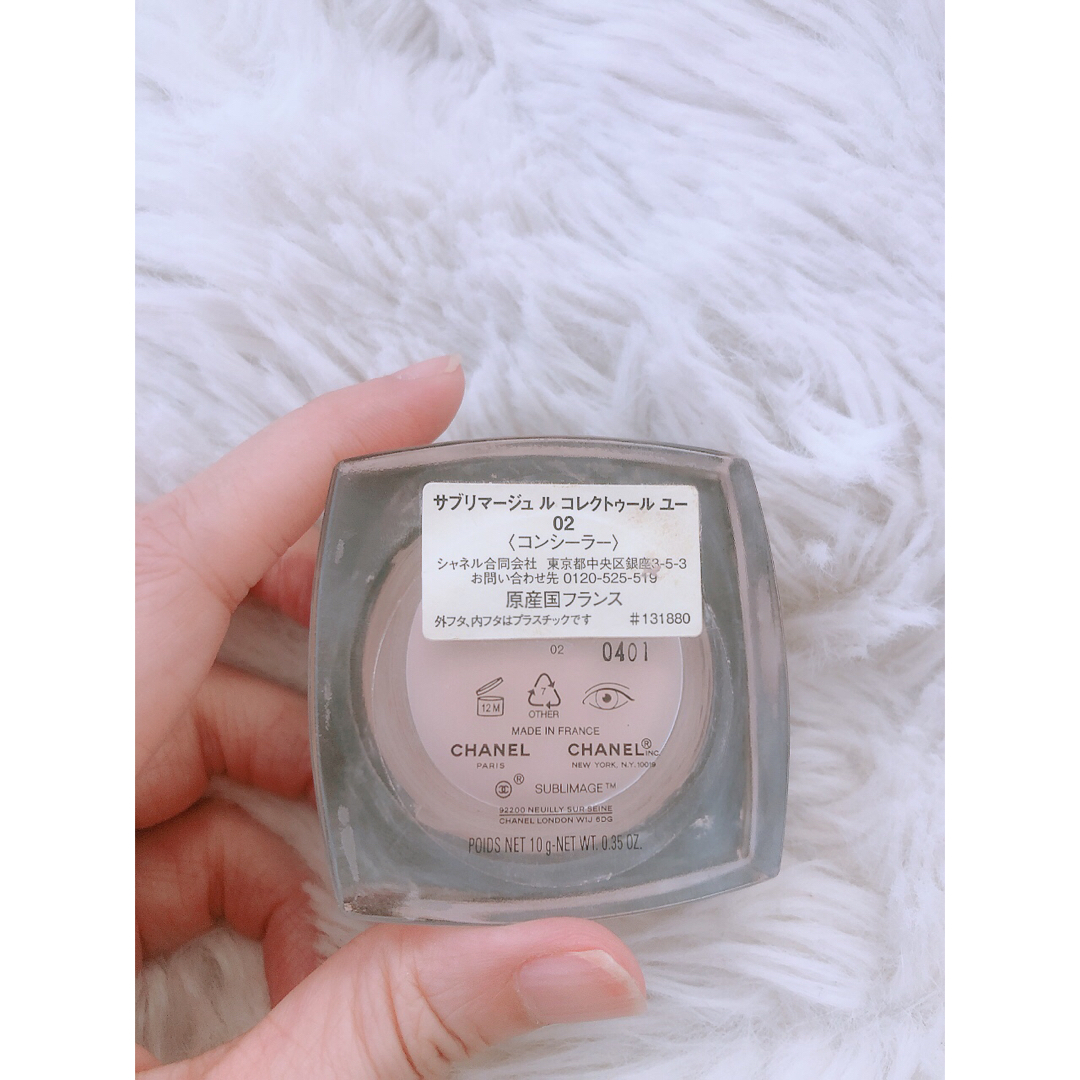 サブリマージュ ル コレクトゥール ユー
02
〈コンシーラー〉
シャネル合同会社 東京都中央区銀座3-5-3
お問い合わせ先 0120-525-519
原産国フランス
外フタ、内フタはプラスチックです #131880
02 0401
12 M
7
OTHER
MADE IN FRANCE
CHANEL CHANEL® INC.
PARIS NEW YORK, N.Y. 10019
® SUBLIMAGE™
92200 NEUILLY SUR SEINE
CHANEL LONDON W1J 6DG
POIDS NET 10 g-NET WT. 0.35 OZ.